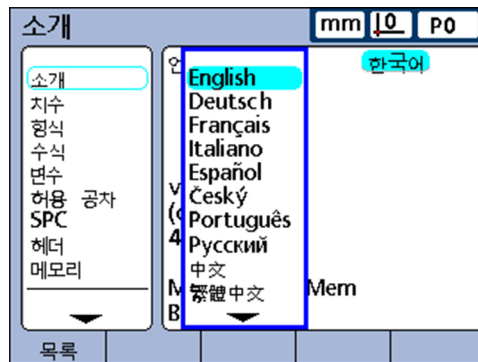 소개 mm P0
소개
치수
형식
수식
변수
허용 공차
SPC
헤더
메모리
한국어
English
Deutsch
Français
Italiano
Español
Český
Português
Русский
中文
繁體中文
Mem
목록